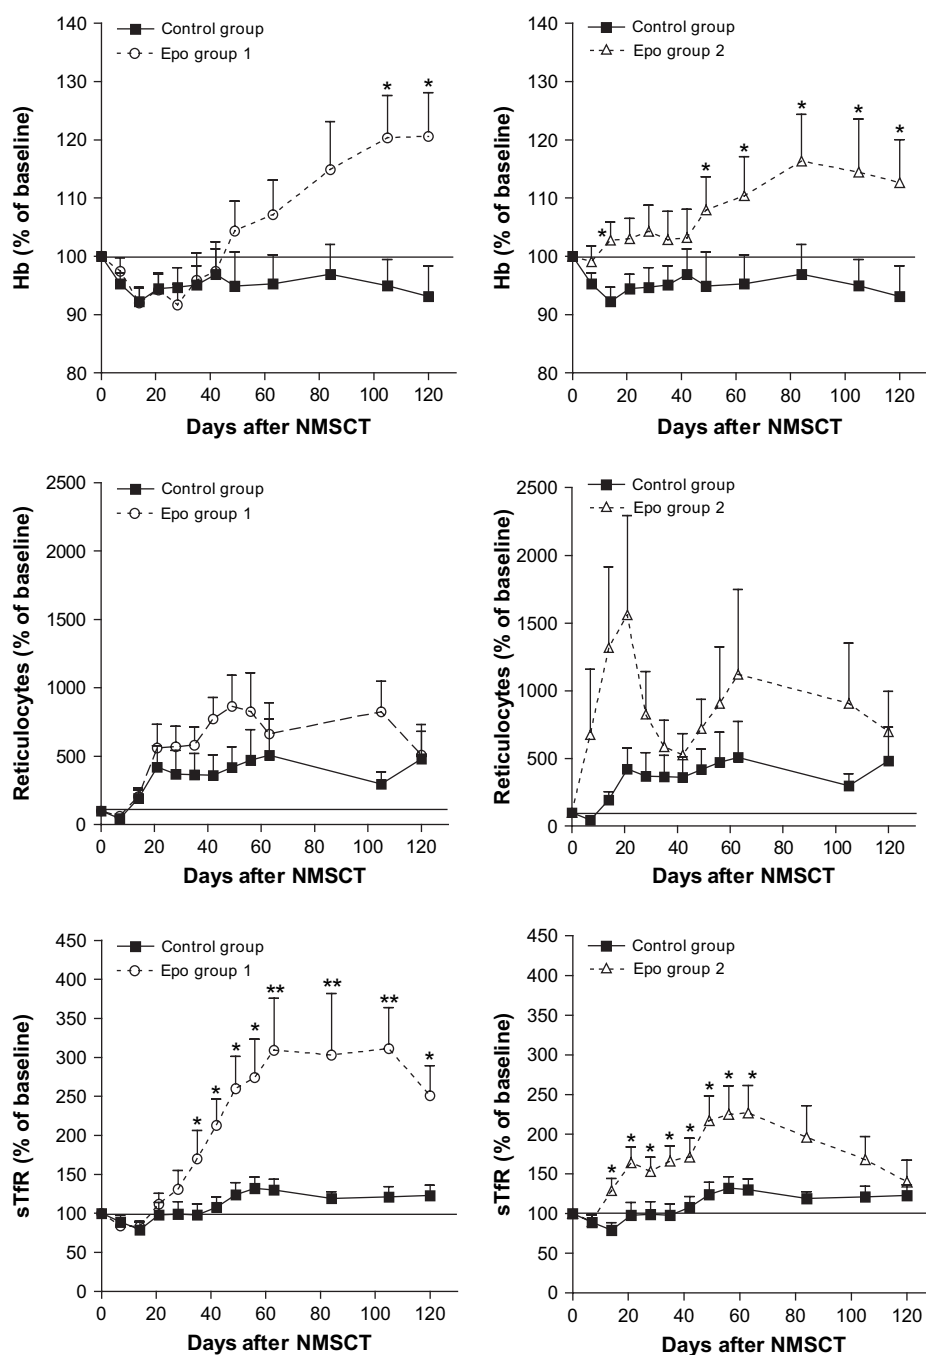 Control group
Epo group 1
Hb (% of baseline)
140
130
120
110
100
90
80
* *
0 20 40 60 80 100 120
Days after NMSCT
Control group
Epo group 2
Hb (% of baseline)
140
130
120
110
100
90
80
* * * * * *
0 20 40 60 80 100 120
Days after NMSCT
Control group
Epo group 1
Reticulocytes (% of baseline)
2500
2000
1500
1000
500
0
0 20 40 60 80 100 120
Days after NMSCT
Control group
Epo group 2
Reticulocytes (% of baseline)
2500
2000
1500
1000
500
0
0 20 40 60 80 100 120
Days after NMSCT
Control group
Epo group 1
sTfR (% of baseline)
450
400
350
300
250
200
150
100
50
0
* * * * ** ** ** *
0 20 40 60 80 100 120
Days after NMSCT
Control group
Epo group 2
sTfR (% of baseline)
450
400
350
300
250
200
150
100
50
0
* * * * * * * *
0 20 40 60 80 100 120
Days after NMSCT